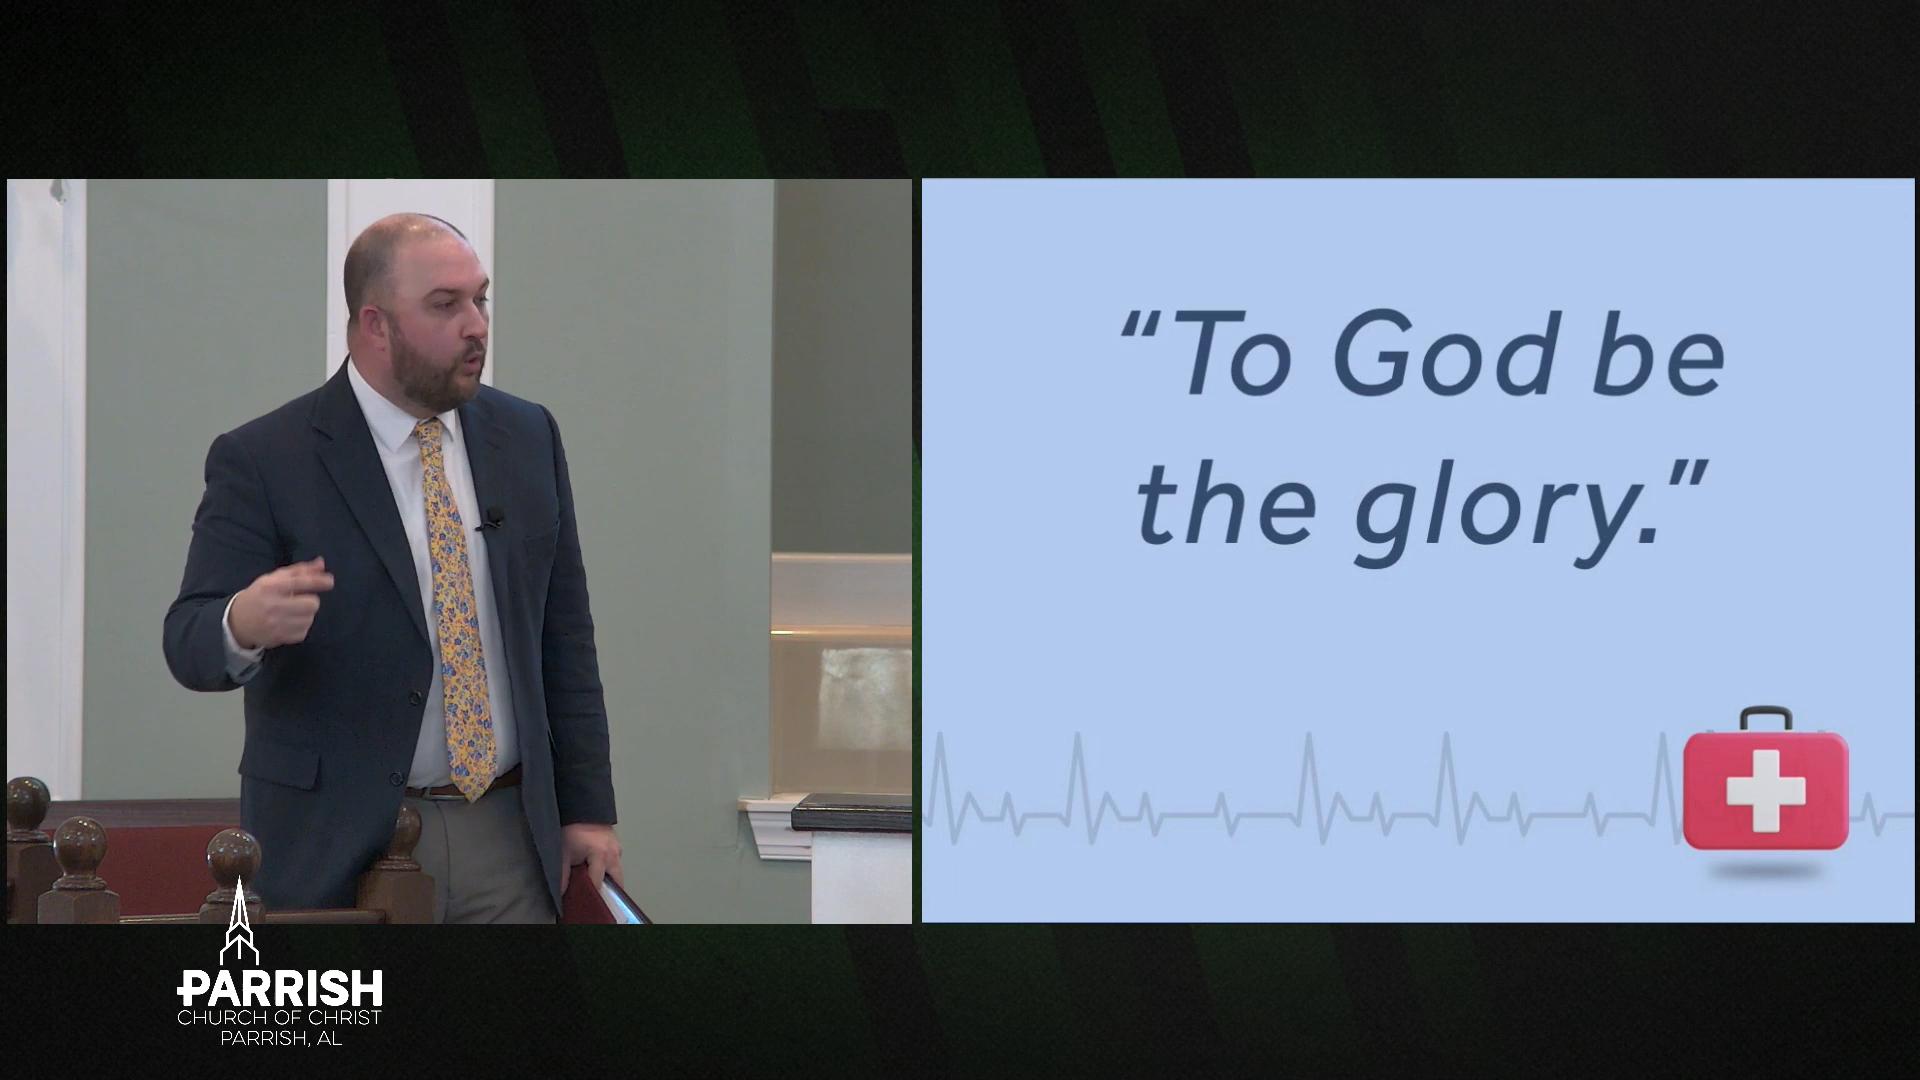 “To God be
the glory.”
PARRISH
CHURCH OF CHRIST
PARRISH, AL